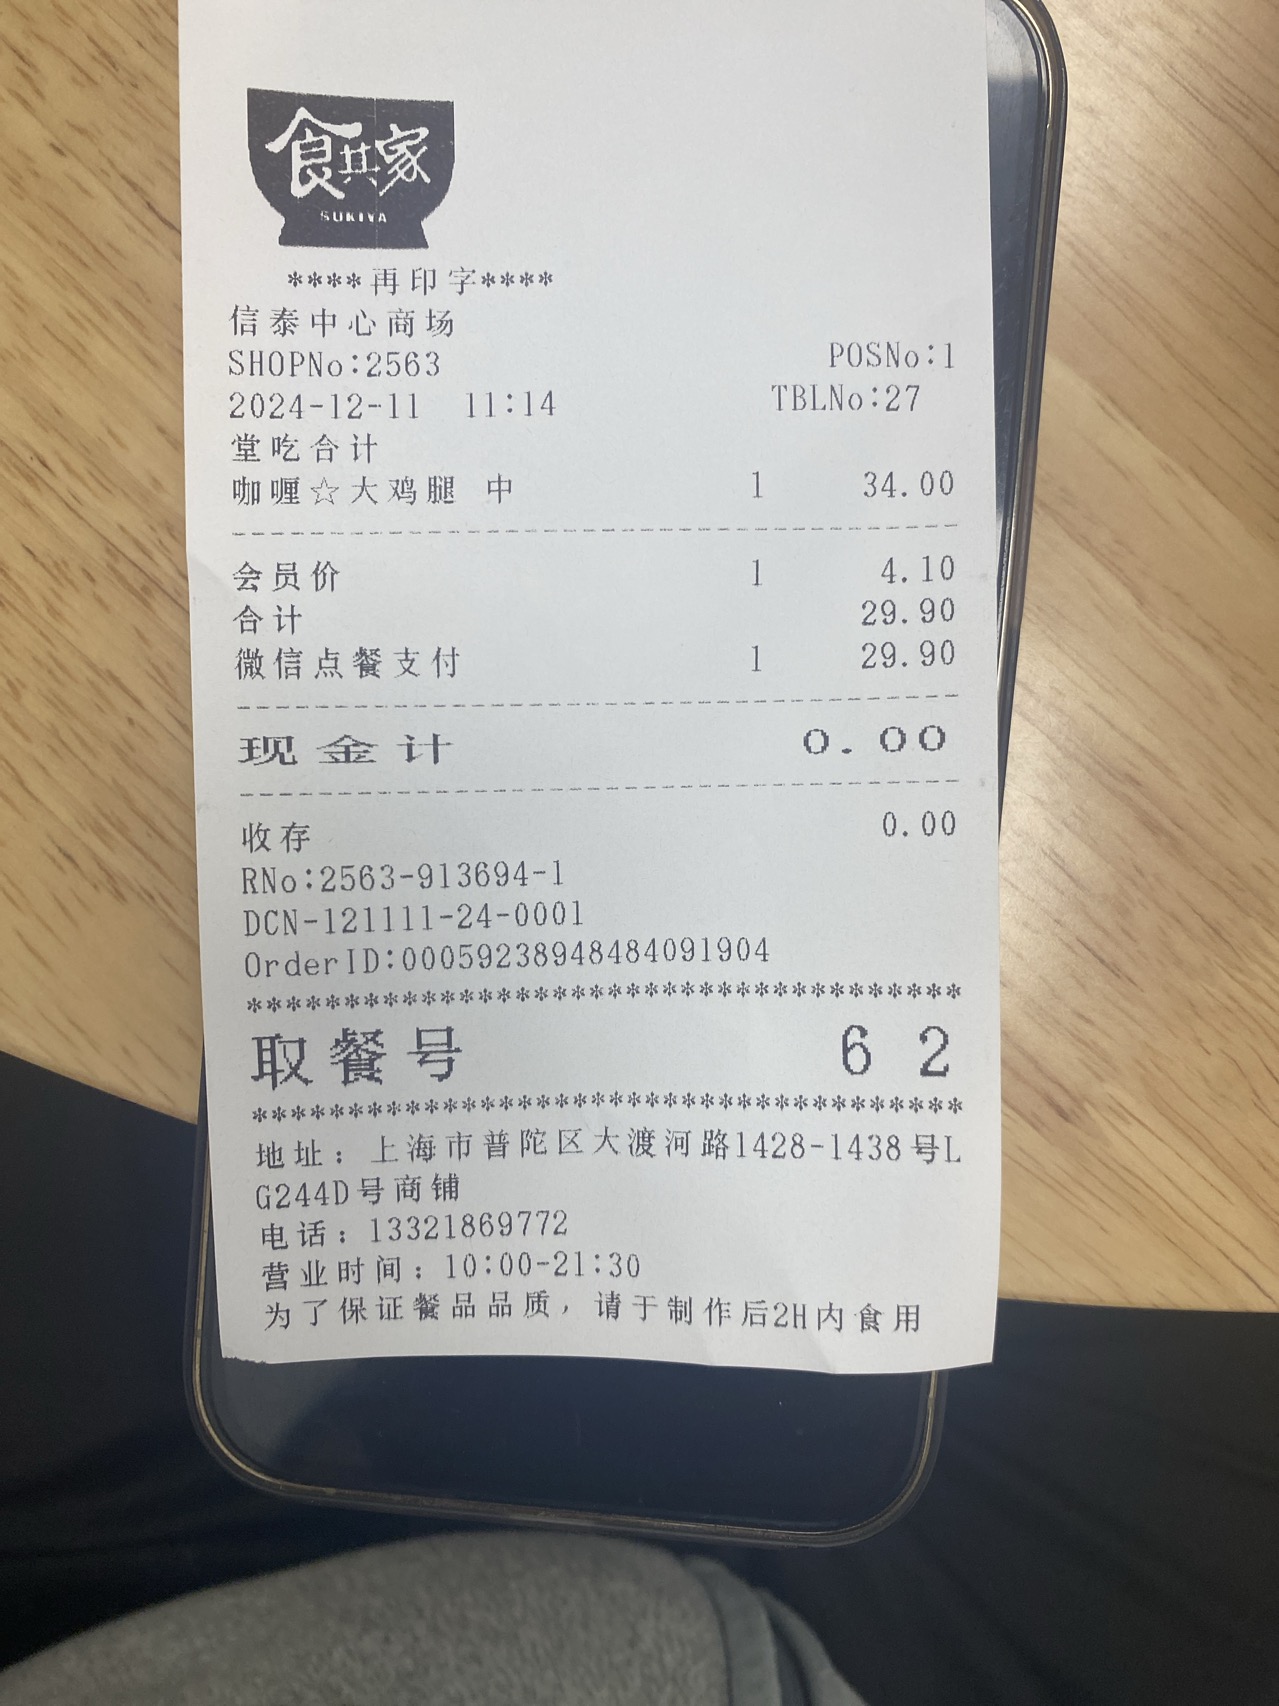 食其家
SUKIYA
****再印字****
信泰中心商场
SHOPNo:2563 POSNo:1
2024-12-11 11:14 TBLNo:27
堂吃合计
咖喱☆大鸡腿 中 1 34.00
会员价 1 4.10
合计 29.90
微信点餐支付 1 29.90
现金计 0.00
收存 0.00
RNo:2563-913694-1
DCN-121111-24-0001
OrderID:00059238948484091904
取餐号 62
地址：上海市普陀区大渡河路1428-1438号L
G244D号商铺
电话：13321869772
营业时间：10:00-21:30
为了保证餐品品质，请于制作后2H内食用